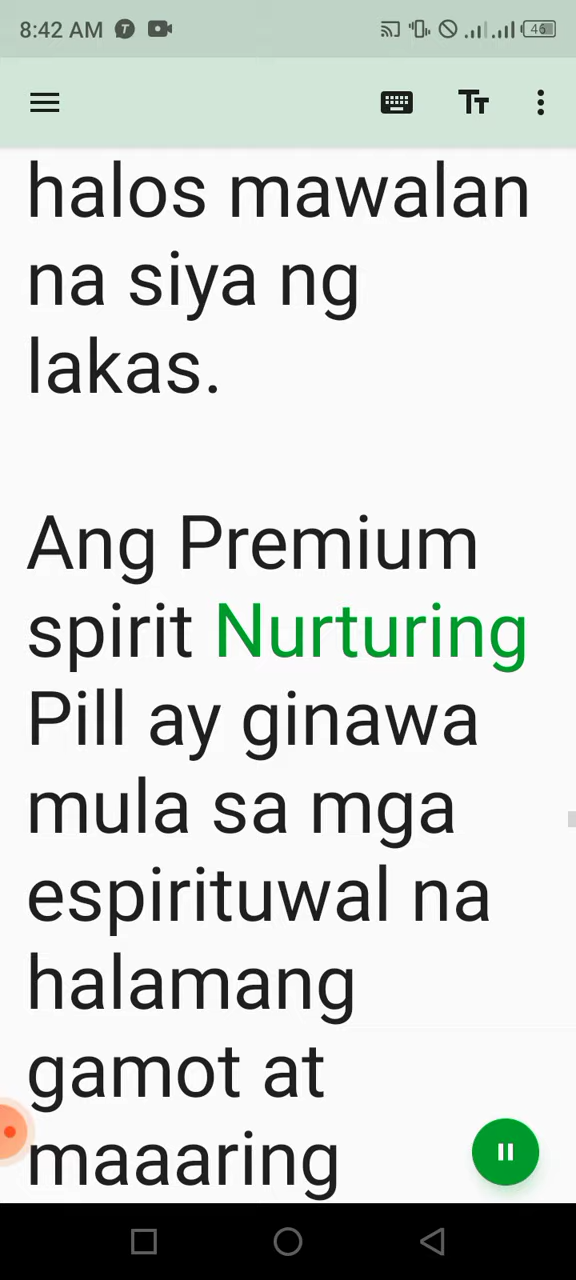 8:42 AM
46
halos mawalan
na siya ng
lakas.
Ang Premium
spirit Nurturing
Pill ay ginawa
mula sa mga
espirituwal na
halamang
gamot at
maaaring